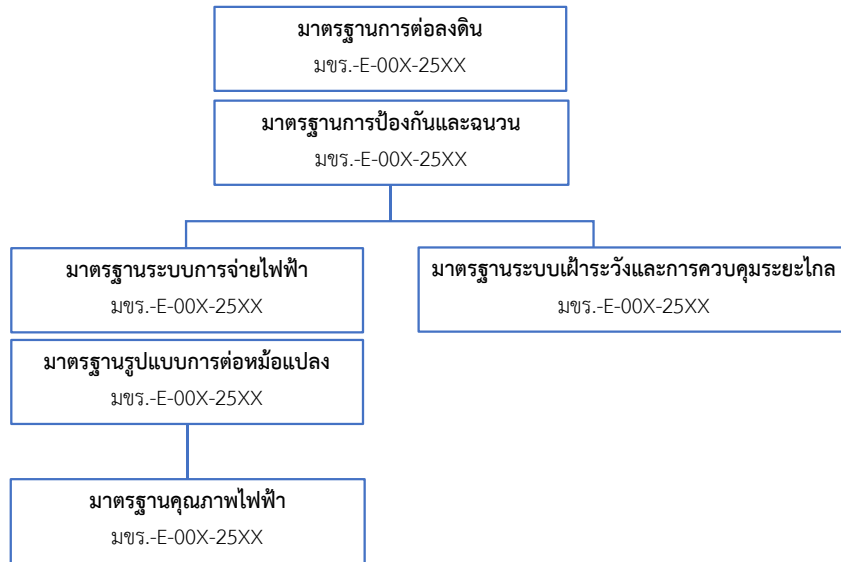 มาตรฐานการต่อลงดิน
มขร.-E-00X-25XX
มาตรฐานการป้องกันและฉนวน
มขร.-E-00X-25XX
มาตรฐานระบบการจ่ายไฟฟ้า
มขร.-E-00X-25XX
มาตรฐานระบบเฝ้าระวังและการควบคุมระยะไกล
มขร.-E-00X-25XX
มาตรฐานรูปแบบการต่อหม้อแปลง
มขร.-E-00X-25XX
มาตรฐานคุณภาพไฟฟ้า
มขร.-E-00X-25XX